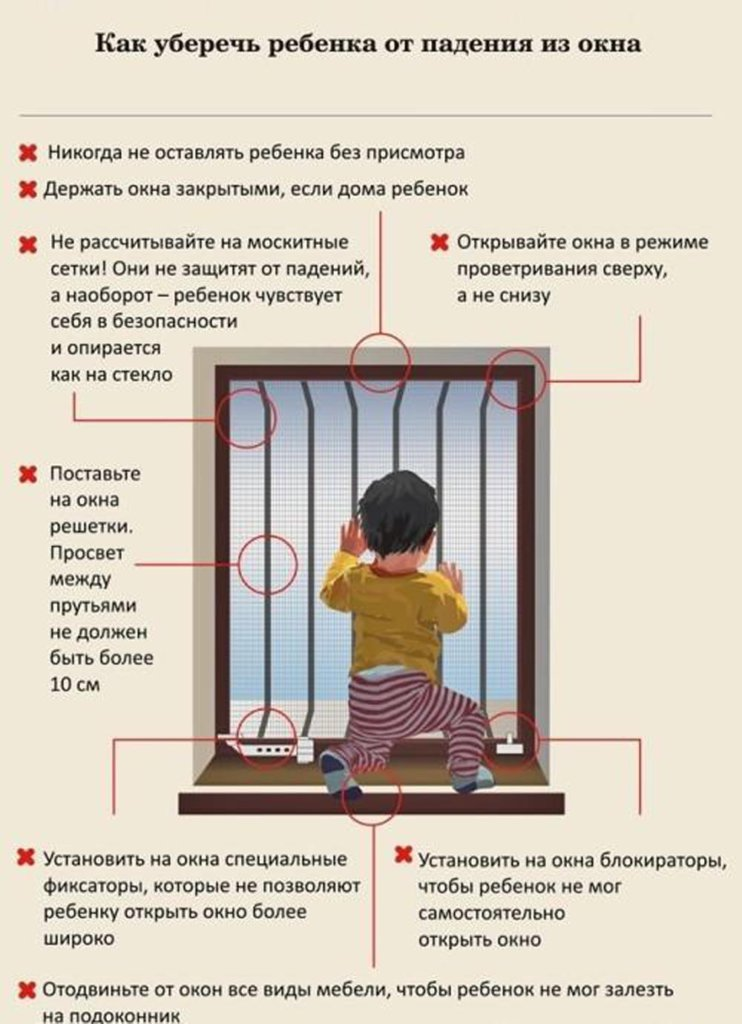 Как уберечь ребенка от падения из окна
Никогда не оставлять ребенка без присмотра
Держать окна закрытыми, если дома ребенок
Не рассчитывайте на москитные
сетки! Они не защитят от падений,
а наоборот – ребенок чувствует
себя в безопасности
и опирается
как на стекло
Открывайте окна в режиме
проветривания сверху,
а не снизу
Поставьте
на окна
решетки.
Просвет
между
прутьями
не должен
быть более
10 см
Установить на окна специальные
фиксаторы, которые не позволяют
ребенку открыть окно более
широко
Установить на окна блокираторы,
чтобы ребенок не мог
самостоятельно
открыть окно
Отодвиньте от окон все виды мебели, чтобы ребенок не мог залезть
на подоконник